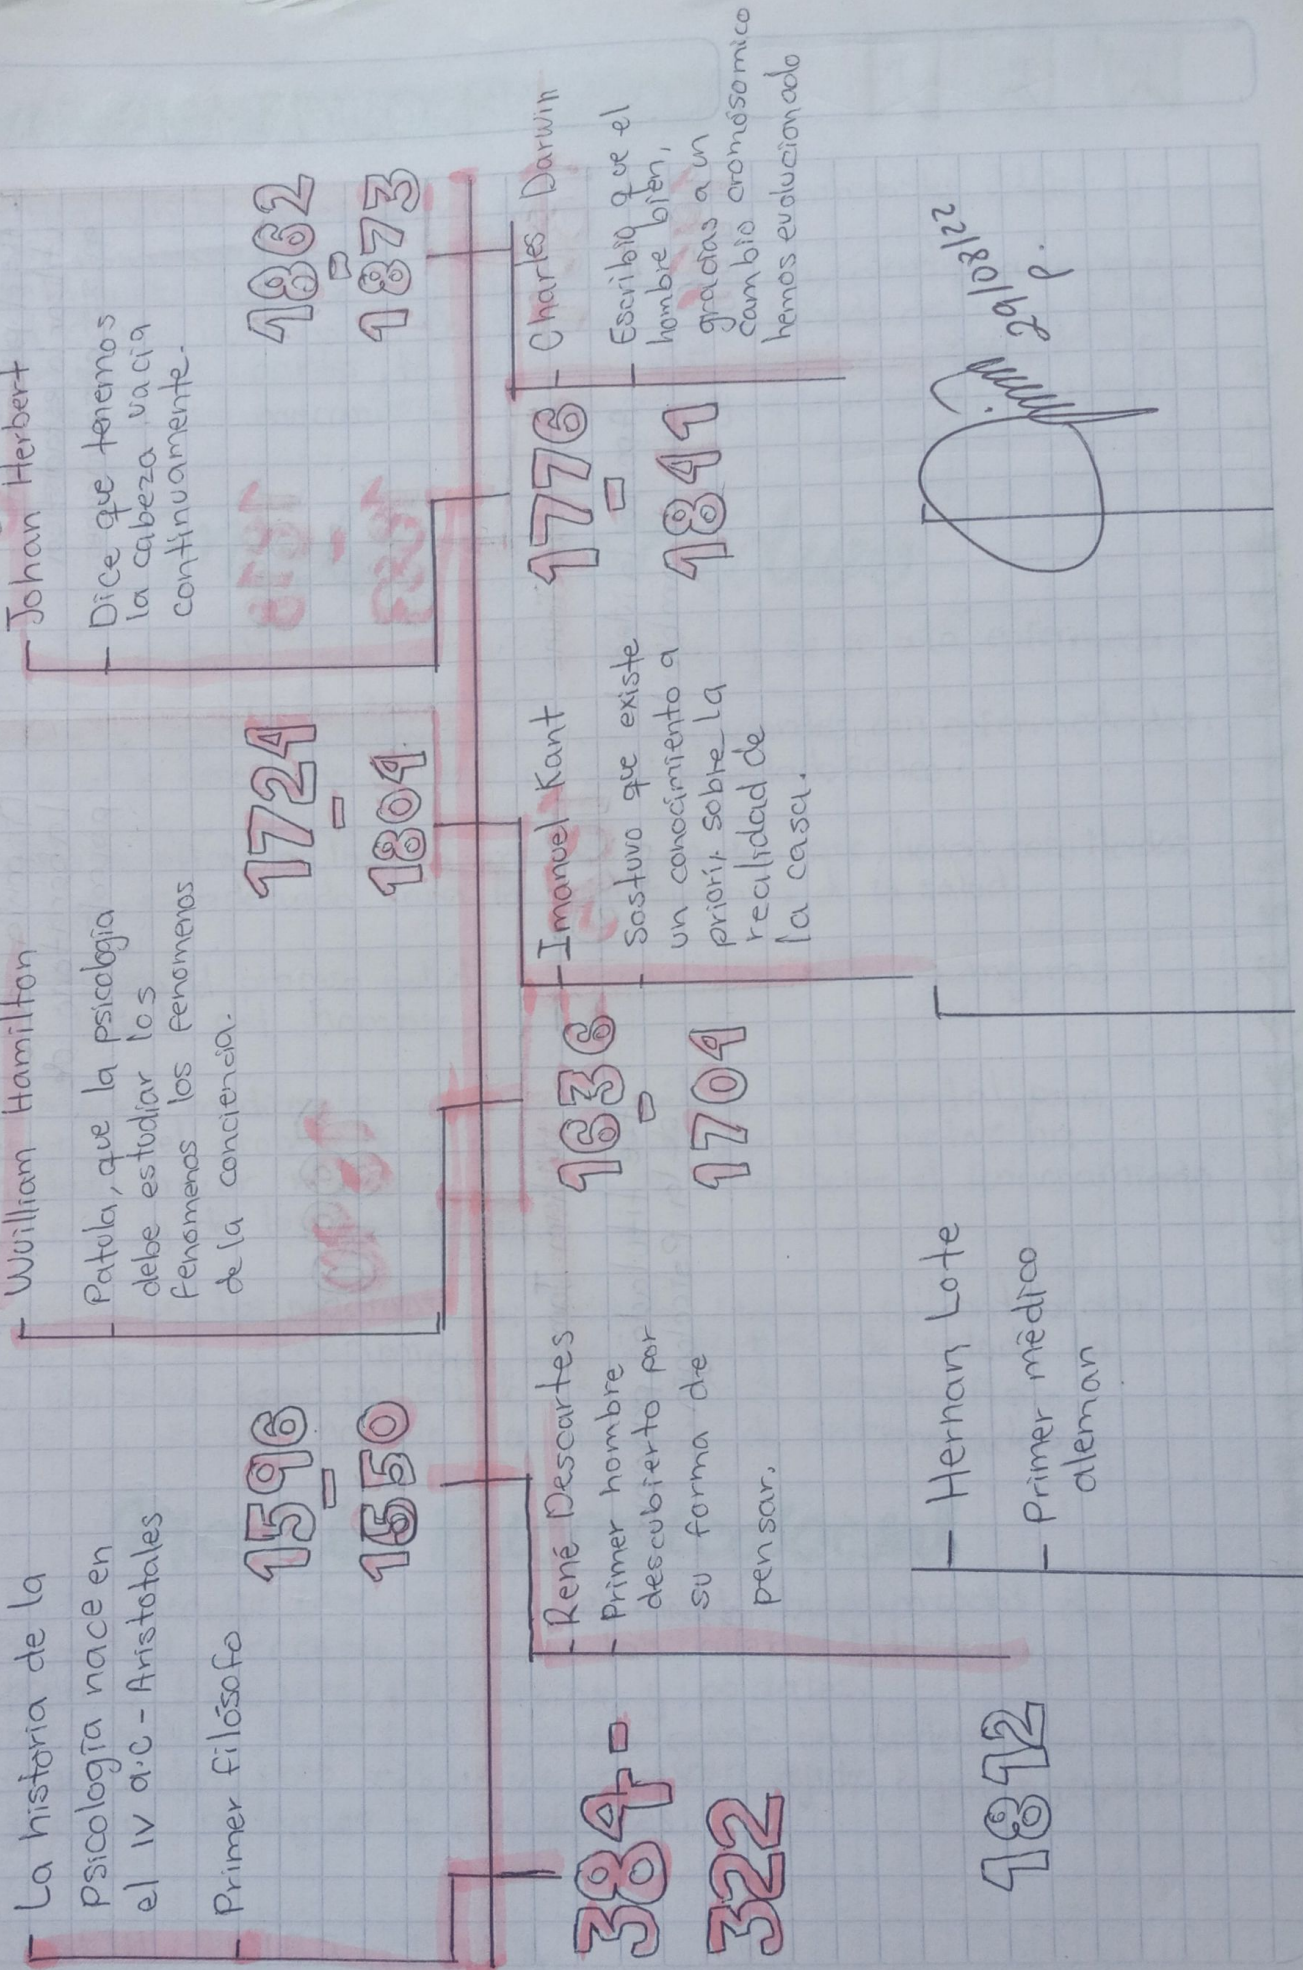 La historia de la
psicología nace en
el IV a.C - Aristotales
Primer filósofo
384 -
322
1596
-
1650
René Descartes
Primer hombre
descubierto por
su forma de
pensar.
Wuilliam Hamilton
Patula, que la psicología
debe estudiar los
fenomenos los fenomenos
de la conciencia.
1636
-
1704
1724
-
1804
Imanuel Kant
Sostuvo que existe
un conocimiento a
priori, sobre la
realidad de
la casa.
Johan Herbert
Dice que tenemos
la cabeza vacia
continuamente.
1776
-
1841
1862
-
1873
Charles Darwin
Escribio que el
hombre bien,
gracias a un
cambio cromosomico
hemos evolucionado
1812
Hernan Lote
Primer médico
aleman
29/08/22
P.